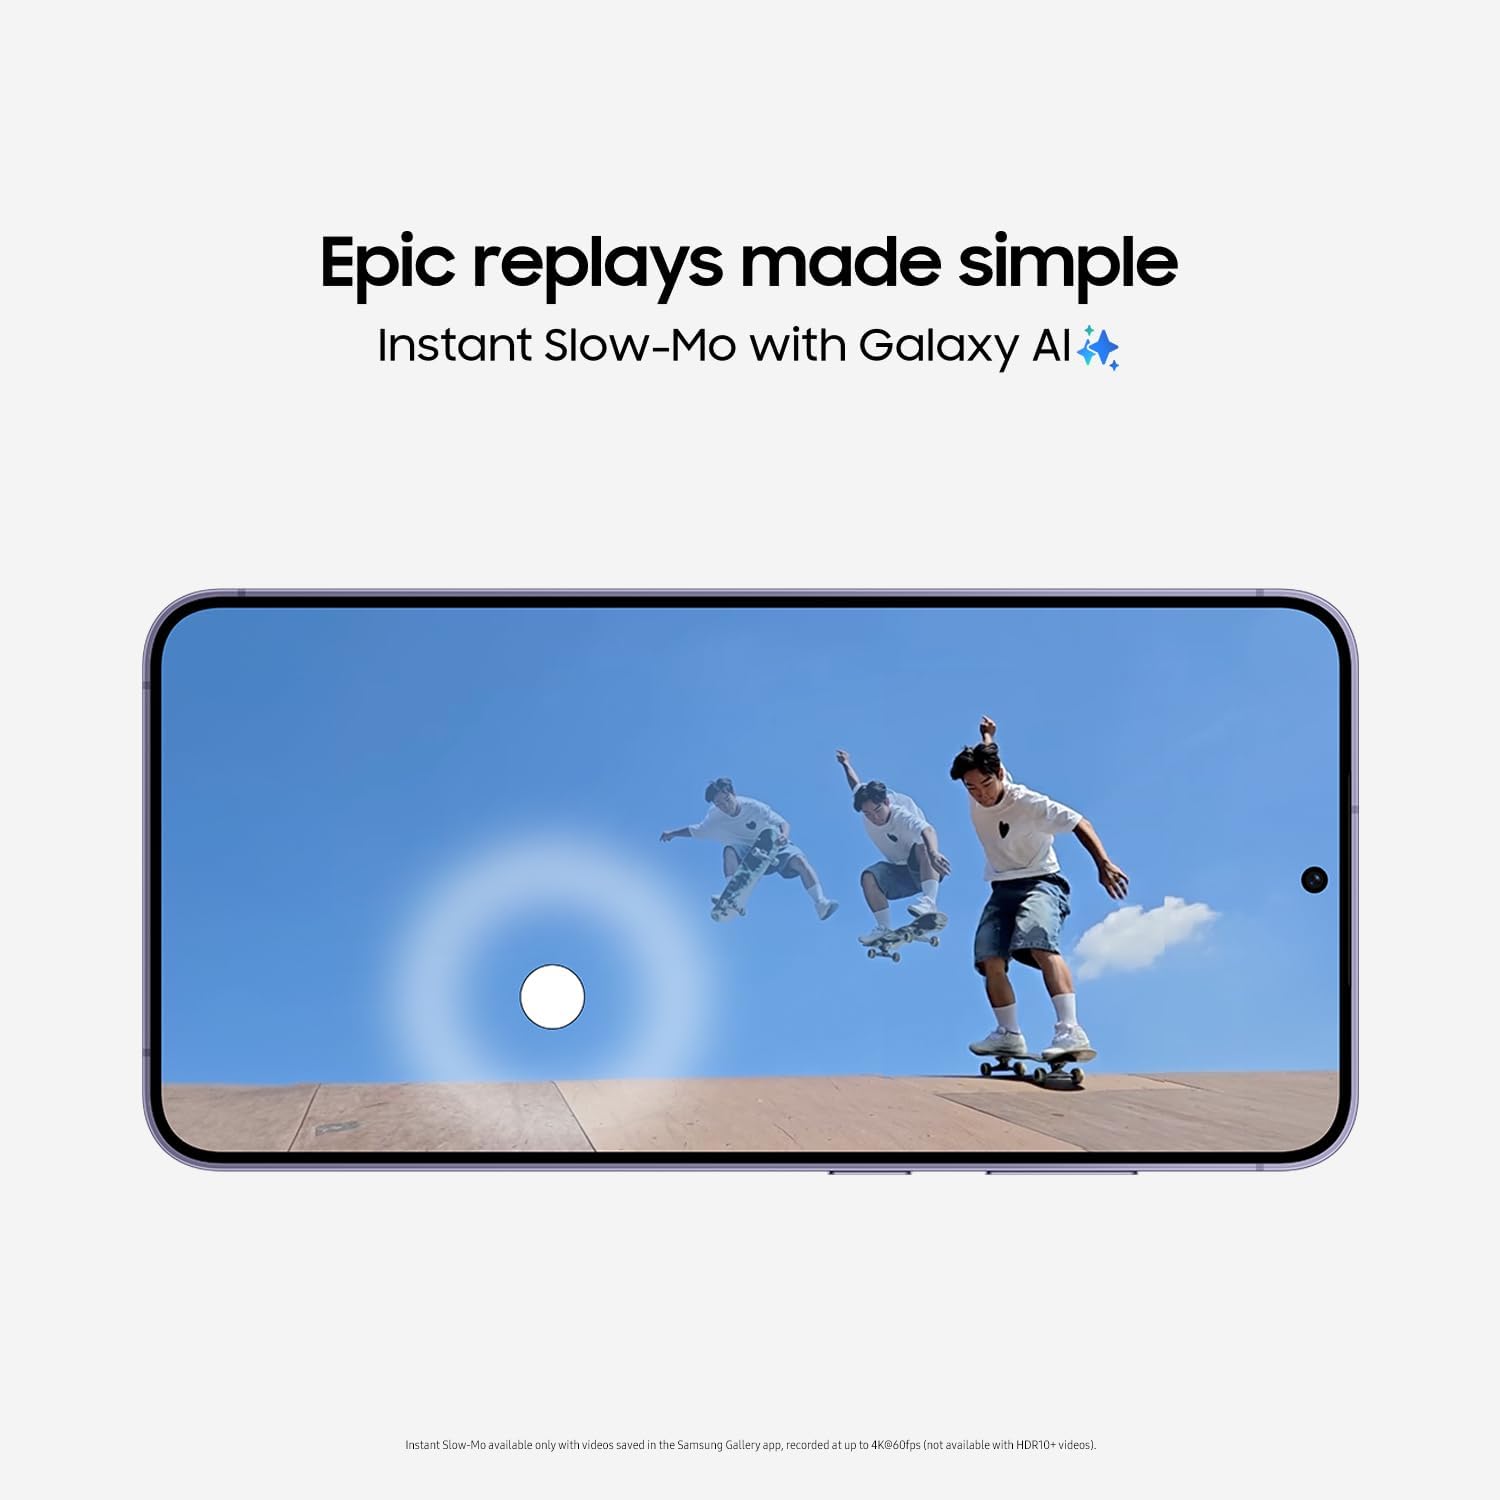 Epic replays made simple
Instant Slow-Mo with Galaxy AI
Instant Slow-Mo available only with videos saved in the Samsung Gallery app, recorded at up to 4K@60fps (not available with HDR10+ videos).